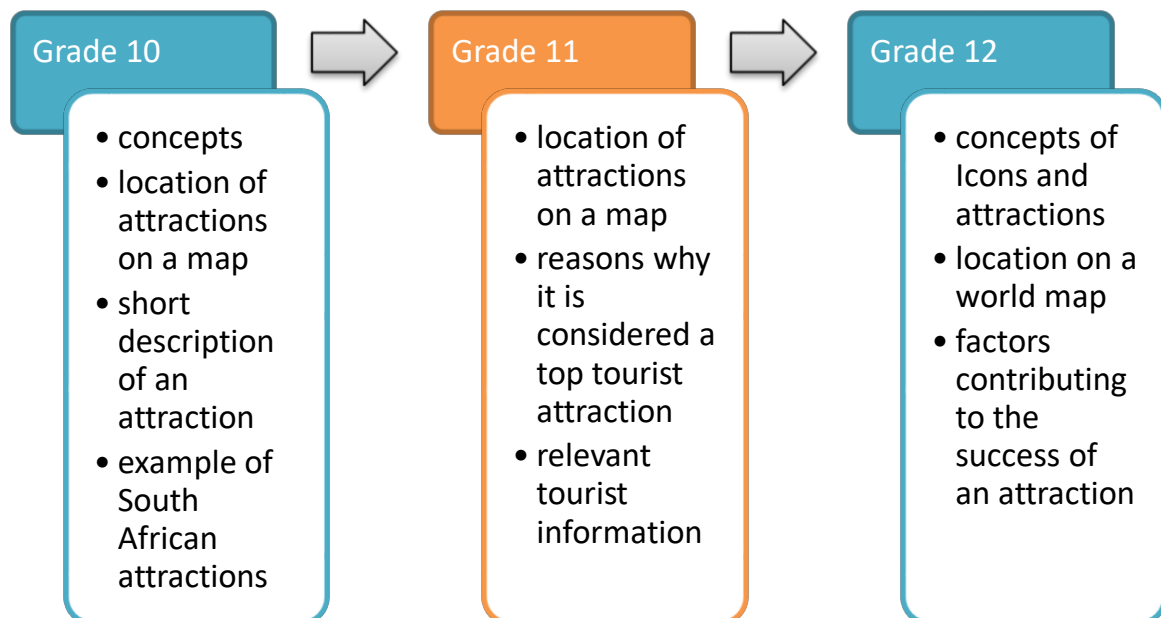 Grade 10
• concepts
• location of
attractions
on a map
• short
description
of an
attraction
• example of
South
African
attractions
Grade 11
• location of
attractions
on a map
• reasons why
it is
considered a
top tourist
attraction
• relevant
tourist
information
Grade 12
• concepts of
Icons and
attractions
• location on a
world map
• factors
contributing
to the
success of
an attraction